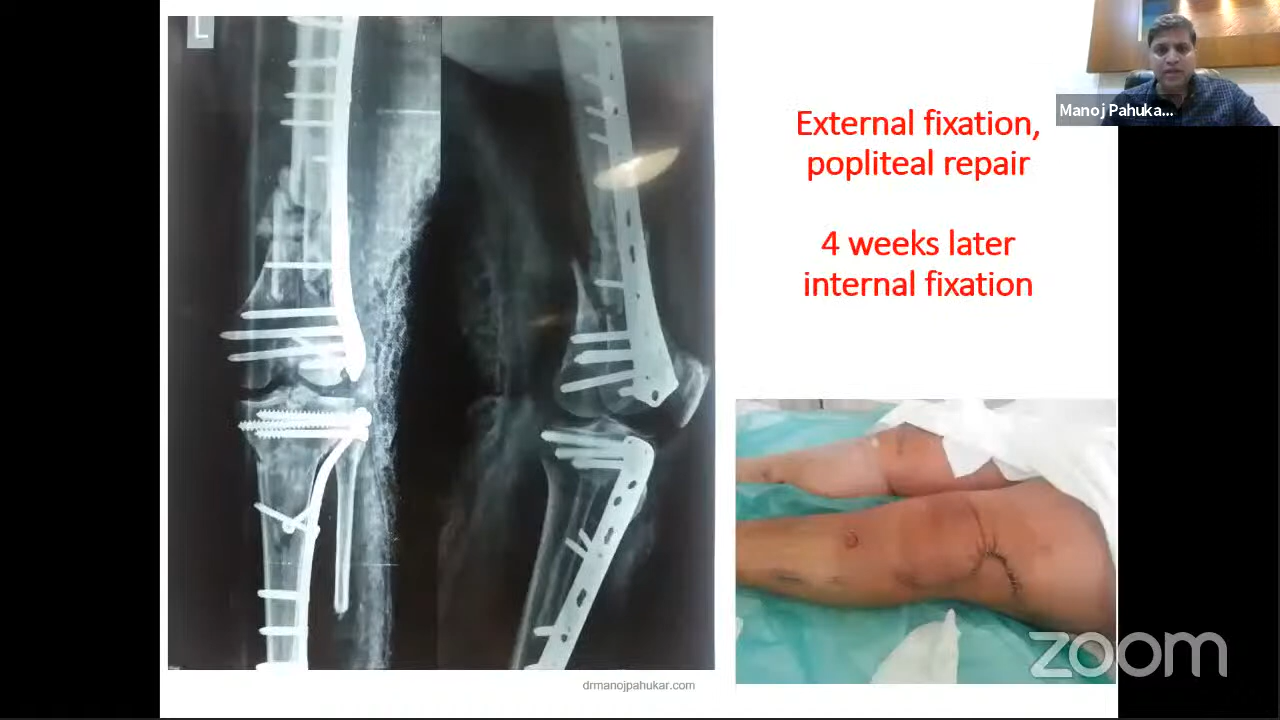 L
External fixation,
popliteal repair
4 weeks later
internal fixation
Manoj Pahuka...
drmanojpahukar.com
zoom